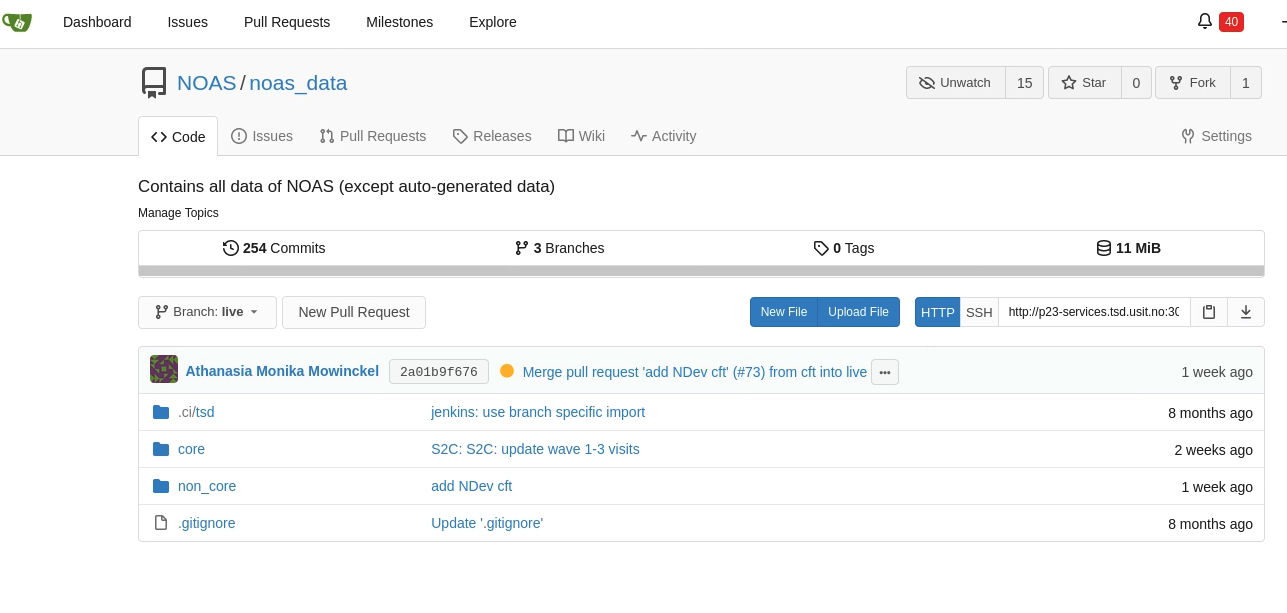 Dashboard Issues Pull Requests Milestones Explore 40
NOAS / noas_data Unwatch 15 Star 0 Fork 1
Code Issues Pull Requests Releases Wiki Activity Settings
Contains all data of NOAS (except auto-generated data)
Manage Topics
254 Commits 3 Branches 0 Tags 11 MiB
Branch: live New Pull Request New File Upload File HTTP SSH http://p23-services.tsd.usit.no:30
Athanasia Monika Mowinckel 2a01b9f676 Merge pull request 'add NDev cft' (#73) from cft into live ... 1 week ago
.ci/tsd jenkins: use branch specific import 8 months ago
core S2C: S2C: update wave 1-3 visits 2 weeks ago
non_core add NDev cft 1 week ago
.gitignore Update '.gitignore' 8 months ago